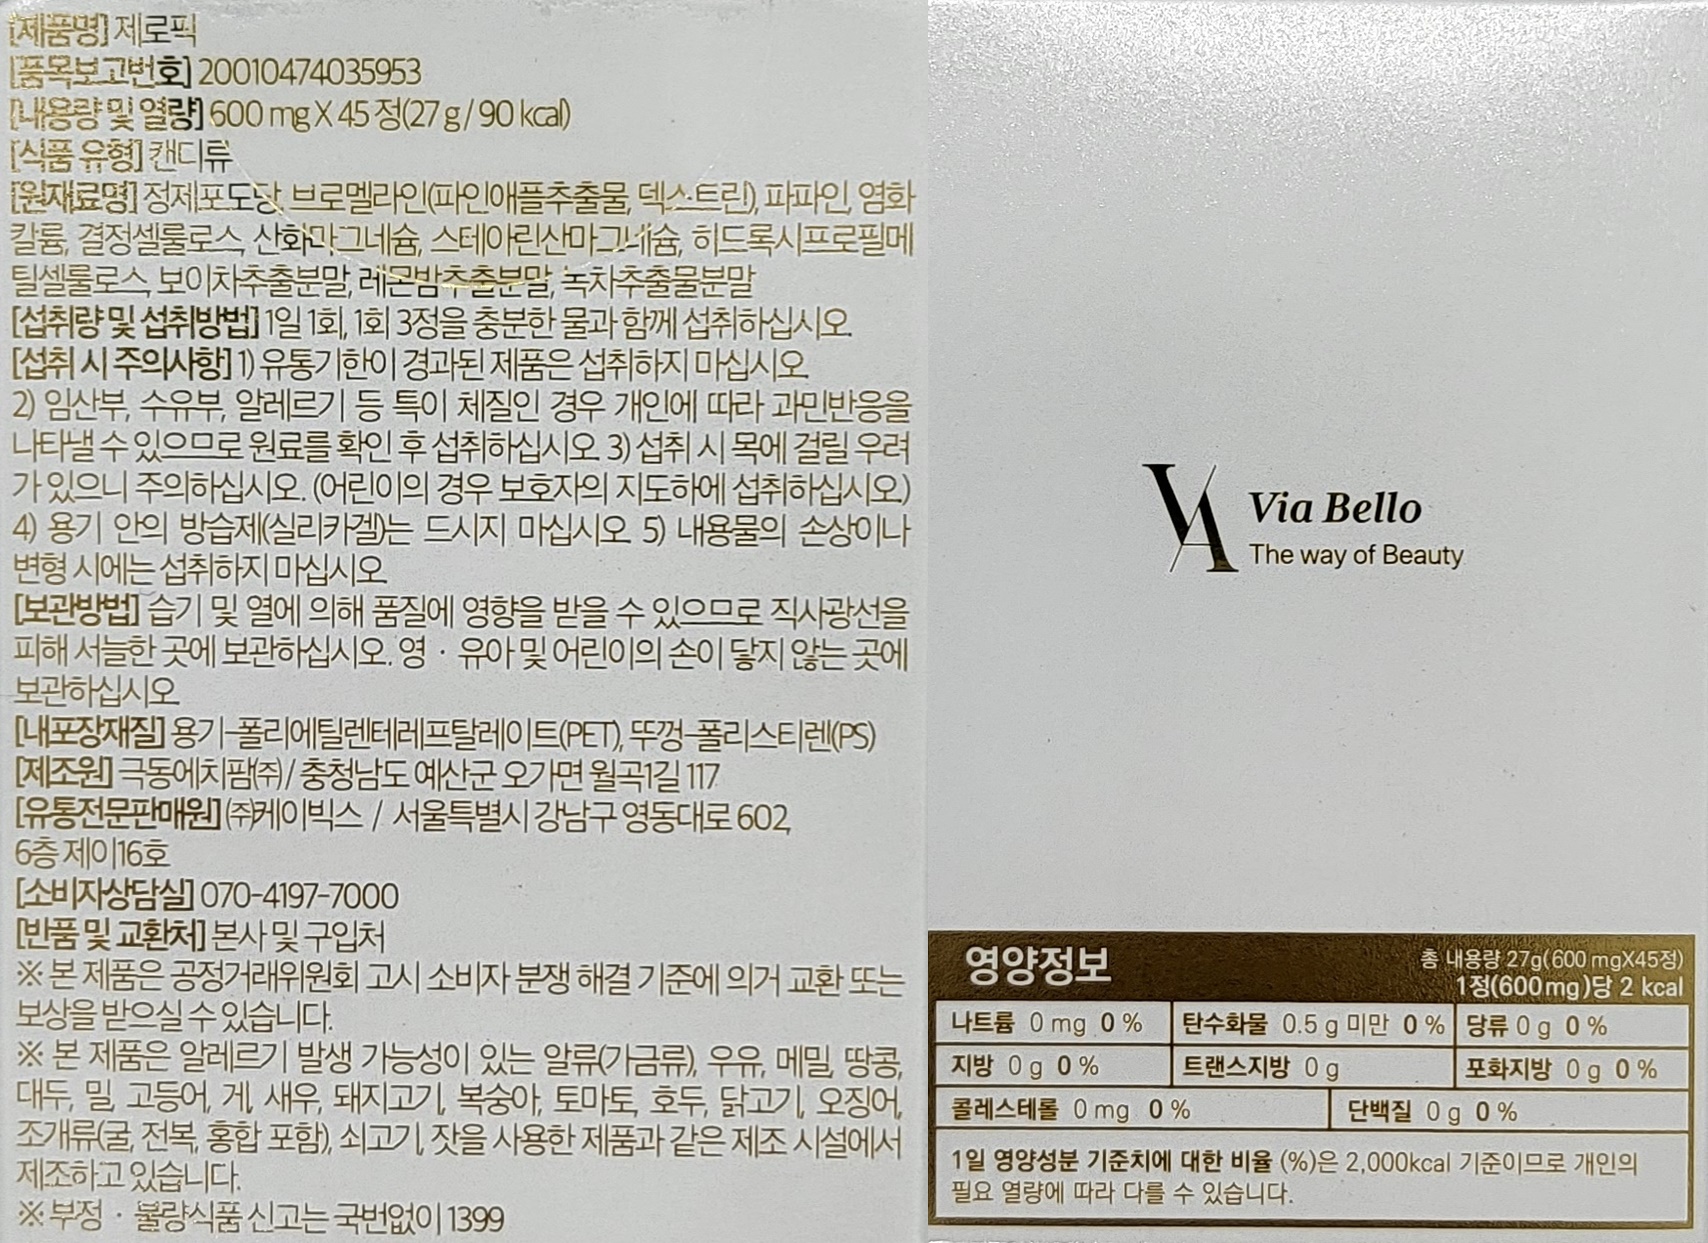 [제품명] 제로픽
[품목보고번호] 20010474035953
[내용량 및 열량] 600 mg X 45 정(27 g / 90 kcal)
[식품 유형] 캔디류
[원재료명] 정제포도당, 브로멜라인(파인애플추출물, 덱스트린), 파파인, 염화
칼륨, 결정셀룰로스, 산화마그네슘, 스테아린산마그네슘, 히드록시프로필메
틸셀룰로스, 보이차추출분말, 레몬밤추출분말, 녹차추출물분말
[섭취량 및 섭취방법] 1일 1회, 1회 3정을 충분한 물과 함께 섭취하십시오.
[섭취 시 주의사항] 1) 유통기한이 경과된 제품은 섭취하지 마십시오.
2) 임산부, 수유부, 알레르기 등 특이 체질인 경우 개인에 따라 과민반응을
나타낼 수 있으므로 원료를 확인 후 섭취하십시오. 3) 섭취 시 목에 걸릴 우려
가 있으니 주의하십시오. (어린이의 경우 보호자의 지도하에 섭취하십시오.)
4) 용기 안의 방습제(실리카겔)는 드시지 마십시오. 5) 내용물의 손상이나
변형 시에는 섭취하지 마십시오.
[보관방법] 습기 및 열에 의해 품질에 영향을 받을 수 있으므로 직사광선을
피해 서늘한 곳에 보관하십시오. 영 · 유아 및 어린이의 손이 닿지 않는 곳에
보관하십시오.
[내포장재질] 용기-폴리에틸렌테레프탈레이트(PET), 뚜껑-폴리스티렌(PS)
[제조원] 극동에치팜㈜ / 충청남도 예산군 오가면 월곡1길 117
[유통전문판매원] ㈜케이빅스 / 서울특별시 강남구 영동대로 602,
6층 제이16호
[소비자상담실] 070-4197-7000
[반품 및 교환처] 본사 및 구입처
※ 본 제품은 공정거래위원회 고시 소비자 분쟁 해결 기준에 의거 교환 또는
보상을 받으실 수 있습니다.
※ 본 제품은 알레르기 발생 가능성이 있는 알류(가금류), 우유, 메밀, 땅콩,
대두, 밀, 고등어, 게, 새우, 돼지고기, 복숭아, 토마토, 호두, 닭고기, 오징어,
조개류(굴, 전복, 홍합 포함), 쇠고기, 잣을 사용한 제품과 같은 제조 시설에서
제조하고 있습니다.
※ 부정 · 불량식품 신고는 국번없이 1399
VA
Via Bello
The way of Beauty
영양정보
총 내용량 27g(600 mgX45정)
1정(600mg)당 2 kcal
나트륨 0 mg 0 % 탄수화물 0.5 g 미만 0 % 당류 0 g 0 %
지방 0 g 0 % 트랜스지방 0 g 포화지방 0 g 0 %
콜레스테롤 0 mg 0 % 단백질 0 g 0 %
1일 영양성분 기준치에 대한 비율 (%)은 2,000kcal 기준이므로 개인의
필요 열량에 따라 다를 수 있습니다.